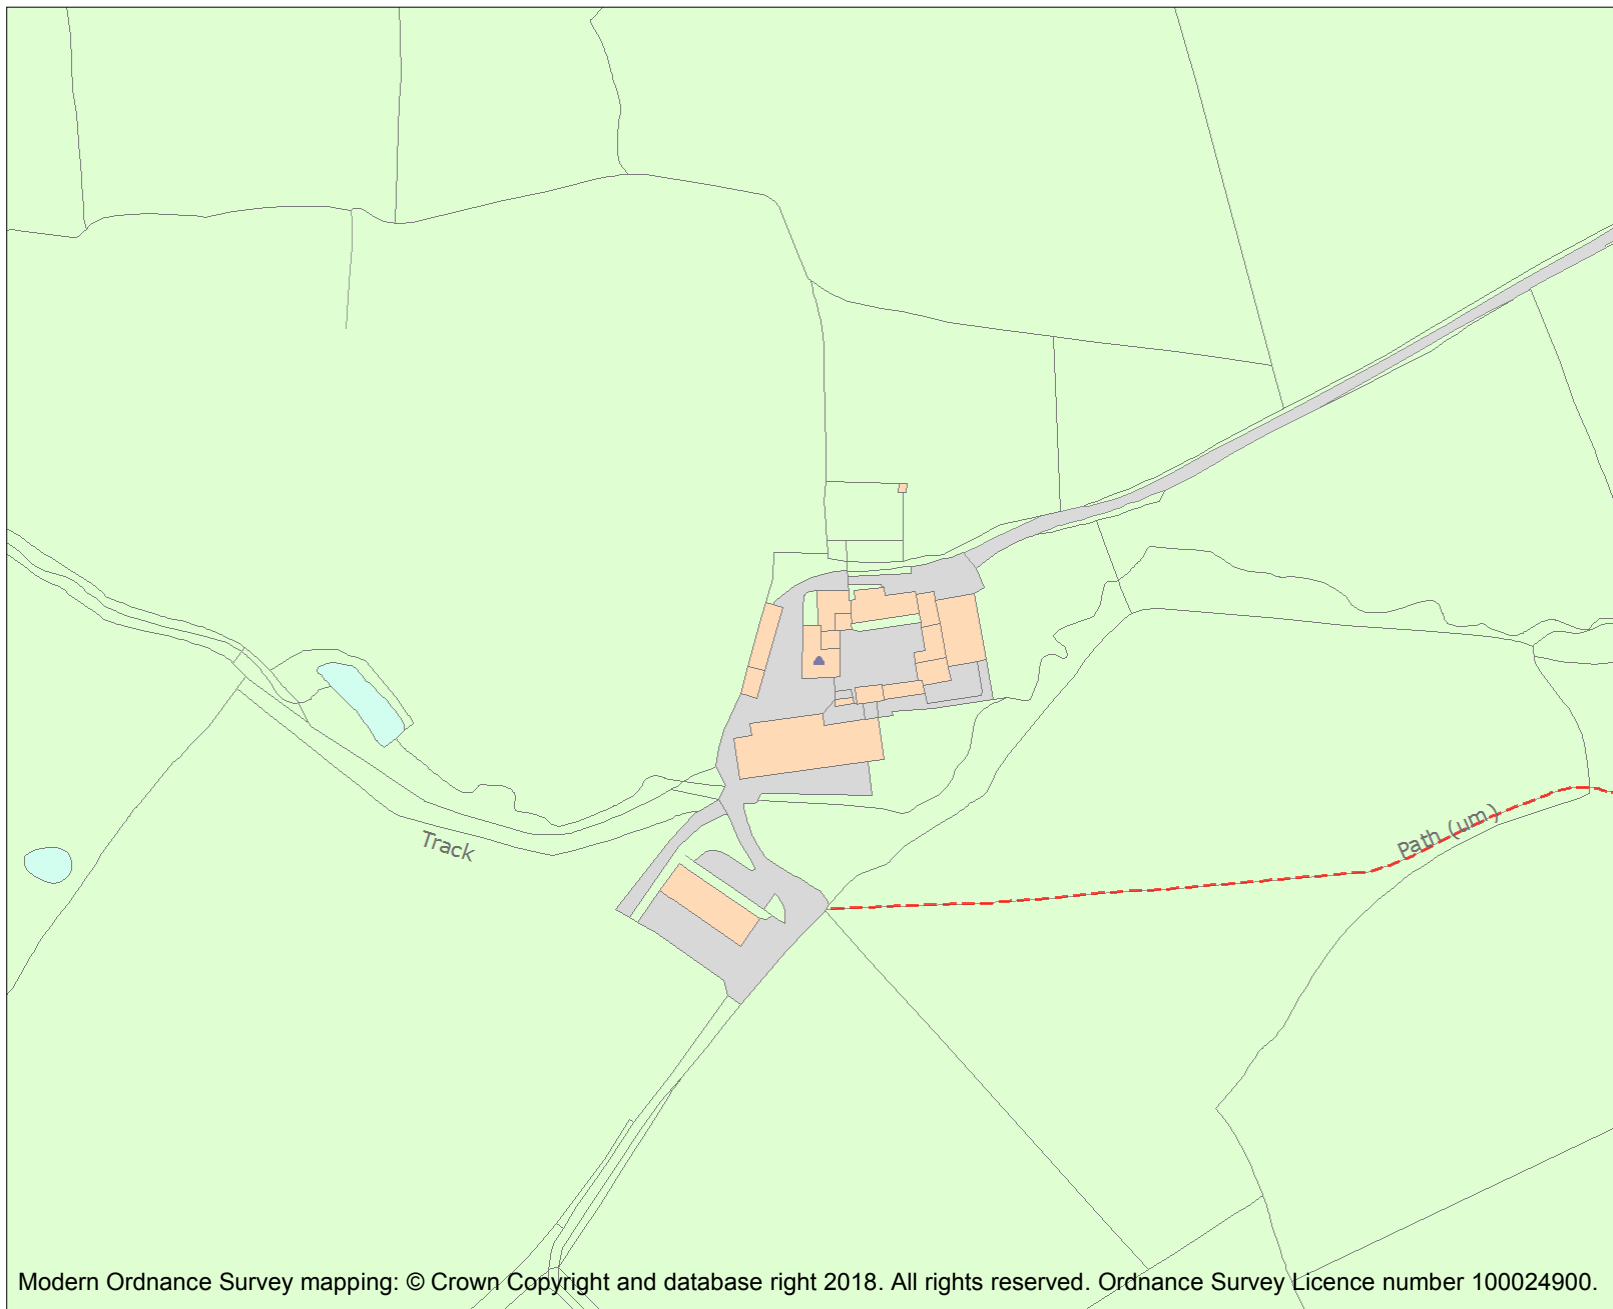 Path (um)
Track
Modern Ordnance Survey mapping: © Crown Copyright and database right 2018. All rights reserved. Ordnance Survey Licence number 100024900.